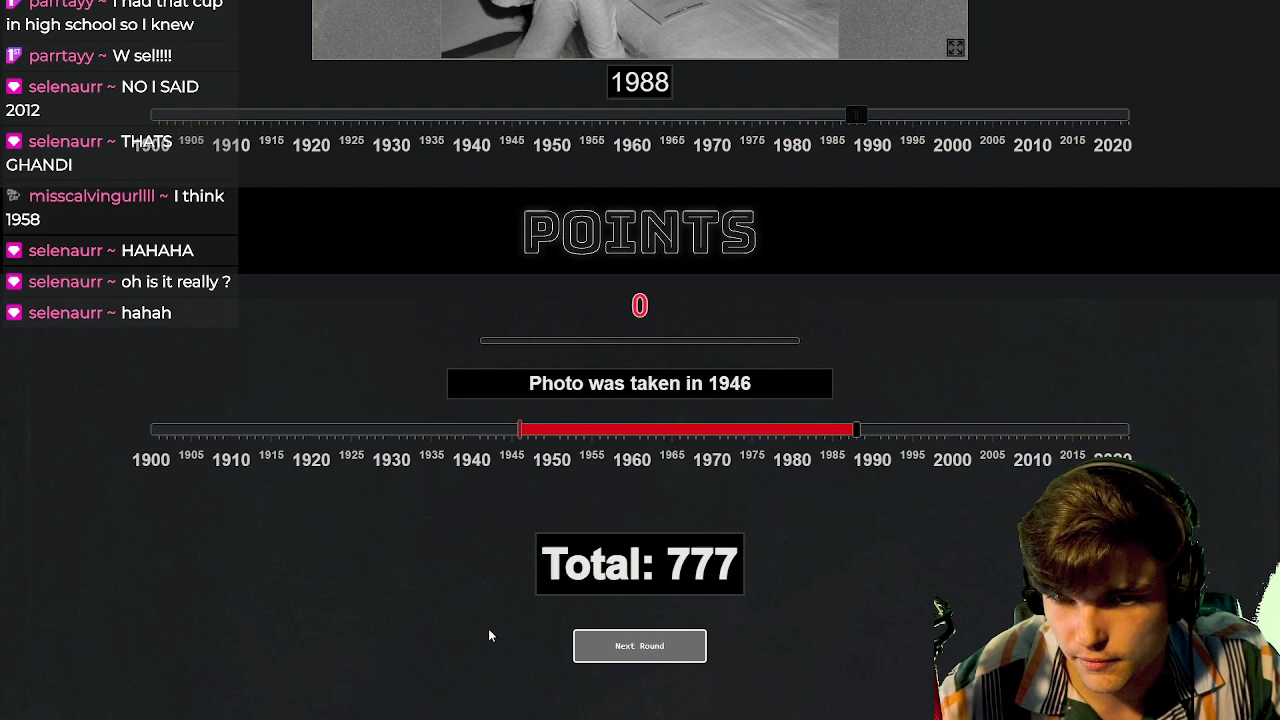 parrtayy ~ I had that cup
in high school so I knew
parrtayy ~ W sel!!!!
selenaurr ~ NO I SAID
2012
selenaurr ~ THATS
GHANDI
misscalvingurllll ~ I think
1958
selenaurr ~ HAHAHA
selenaurr ~ oh is it really ?
selenaurr ~ hahah
1988
1900 1905 1910 1915 1920 1925 1930 1935 1940 1945 1950 1955 1960 1965 1970 1975 1980 1985 1990 1995 2000 2005 2010 2015 2020
POINTS
0
Photo was taken in 1946
1900 1905 1910 1915 1920 1925 1930 1935 1940 1945 1950 1955 1960 1965 1970 1975 1980 1985 1990 1995 2000 2005 2010 2015 2020
Total: 777
Next Round